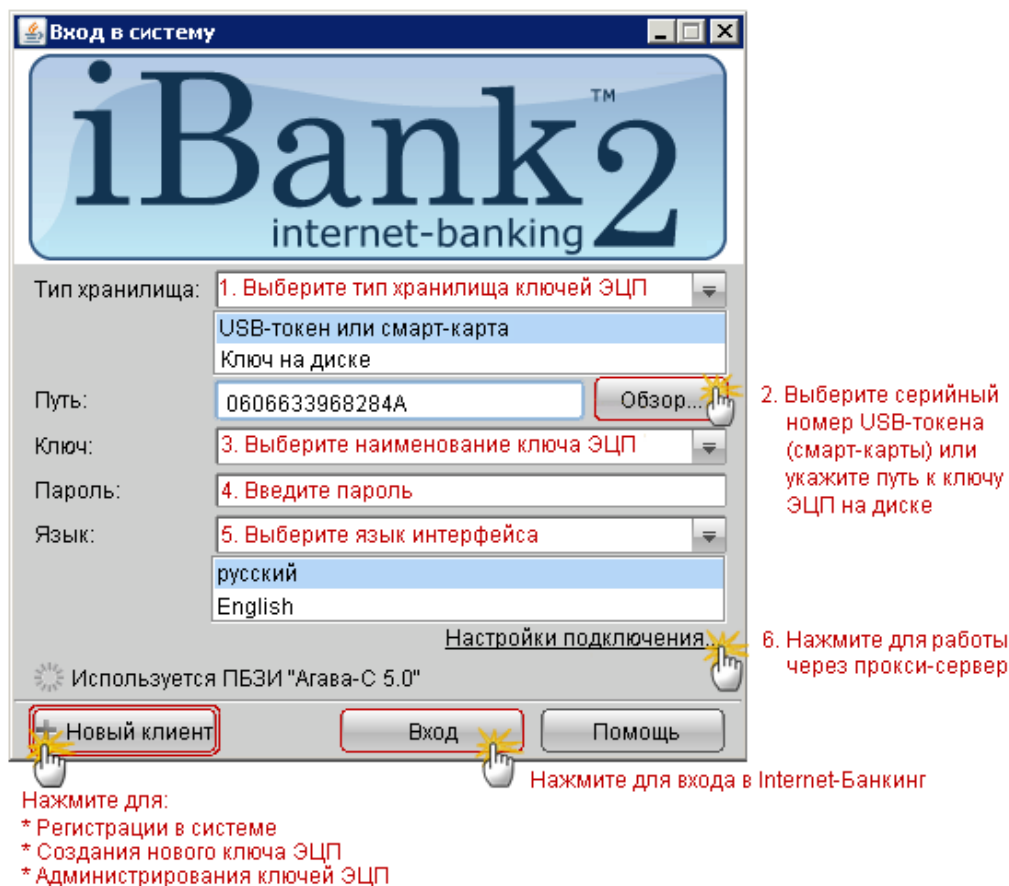 Вход в систему
iBank2™
internet-banking
Тип хранилища: 1. Выберите тип хранилища ключей ЭЦП
USB-токен или смарт-карта
Ключ на диске
Путь: 0606633968284A Обзор...
2. Выберите серийный
номер USB-токена
(смарт-карты) или
укажите путь к ключу
ЭЦП на диске
Ключ: 3. Выберите наименование ключа ЭЦП
Пароль: 4. Введите пароль
Язык: 5. Выберите язык интерфейса
русский
English
Настройки подключения...
6. Нажмите для работы
через прокси-сервер
Используется ПБЗИ "Агава-С 5.0"
Новый клиент Вход Помощь
Нажмите для входа в Internet-Банкинг
Нажмите для:
* Регистрации в системе
* Создания нового ключа ЭЦП
* Администрирования ключей ЭЦП